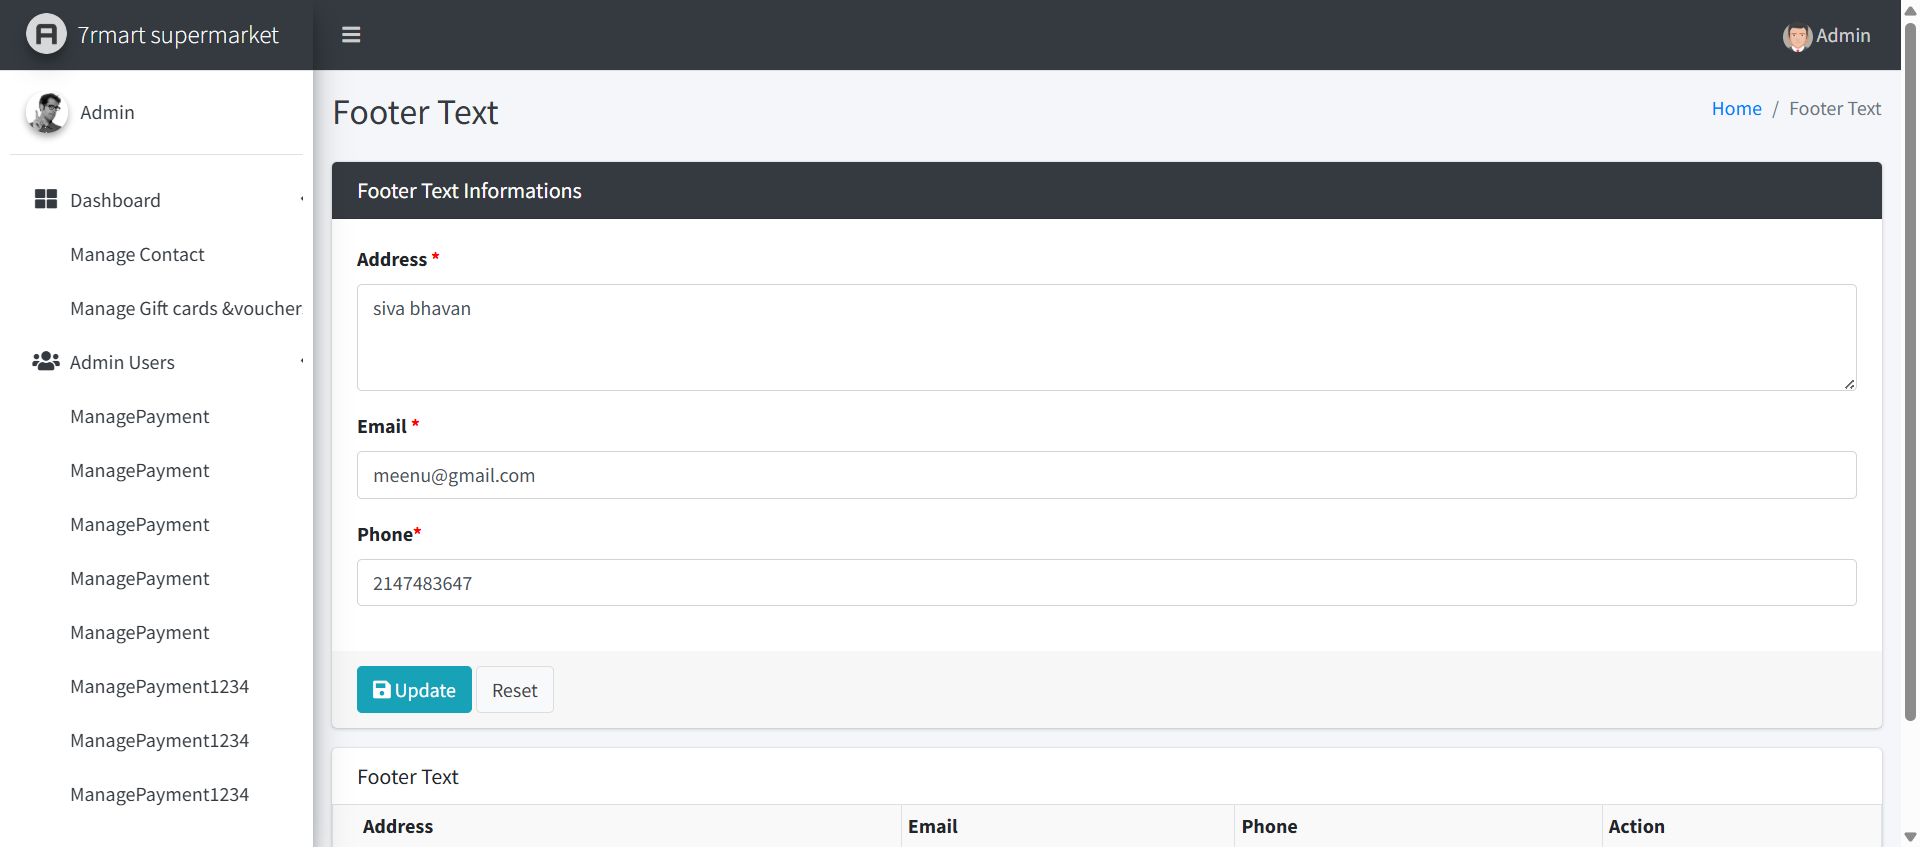 7rmart supermarket
Admin
Admin
Footer Text
Home / Footer Text
Dashboard
Manage Contact
Manage Gift cards &voucher
Admin Users
ManagePayment
ManagePayment
ManagePayment
ManagePayment
ManagePayment
ManagePayment1234
ManagePayment1234
ManagePayment1234
Footer Text Informations
Address *
siva bhavan
Email *
meenu@gmail.com
Phone*
2147483647
Update
Reset
Footer Text
Address Email Phone Action